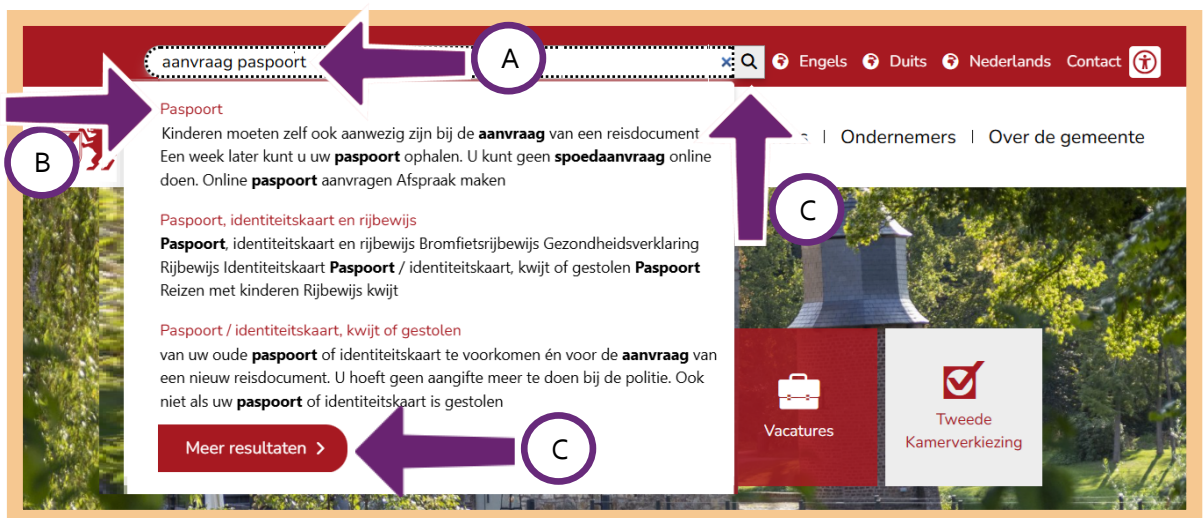 aanvraag paspoort
A
Engels Duits Nederlands Contact
Paspoort
Kinderen moeten zelf ook aanwezig zijn bij de aanvraag van een reisdocument
Een week later kunt u uw paspoort ophalen. U kunt geen spoedaanvraag online
doen. Online paspoort aanvragen Afspraak maken
B
s | Ondernemers | Over de gemeente
C
Paspoort, identiteitskaart en rijbewijs
Paspoort, identiteitskaart en rijbewijs Bromfietsrijbewijs Gezondheidsverklaring
Rijbewijs Identiteitskaart Paspoort / identiteitskaart, kwijt of gestolen Paspoort
Reizen met kinderen Rijbewijs kwijt
Paspoort / identiteitskaart, kwijt of gestolen
van uw oude paspoort of identiteitskaart te voorkomen én voor de aanvraag van
een nieuw reisdocument. U hoeft geen aangifte meer te doen bij de politie. Ook
niet als uw paspoort of identiteitskaart is gestolen
Meer resultaten
C
Vacatures
Tweede
Kamerverkiezing